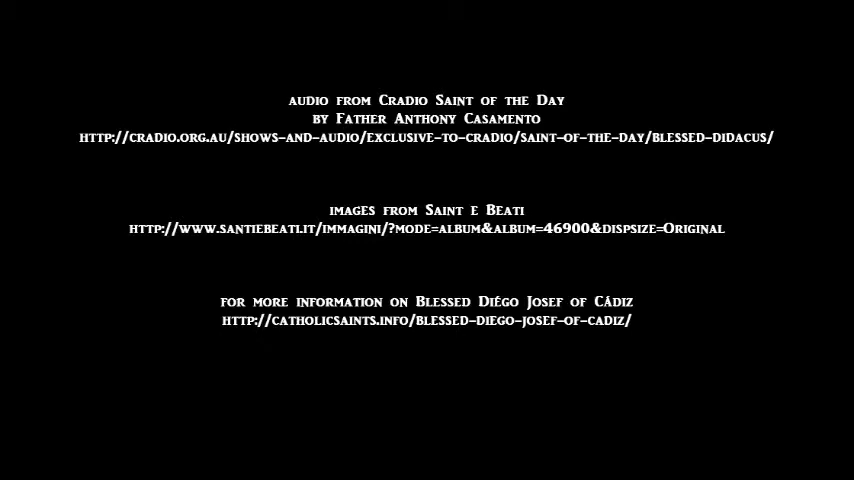 audio from Cradio Saint of the Day
by Father Anthony Casamento
http://cradio.org.au/shows-and-audio/exclusive-to-cradio/saint-of-the-day/blessed-didacus/
images from Saint e Beati
http://www.santiebeati.it/immagini/?mode=album&album=46900&dispsize=Original
for more information on Blessed Diégo Josef of Cádiz
http://catholicsaints.info/blessed-diego-josef-of-cadiz/